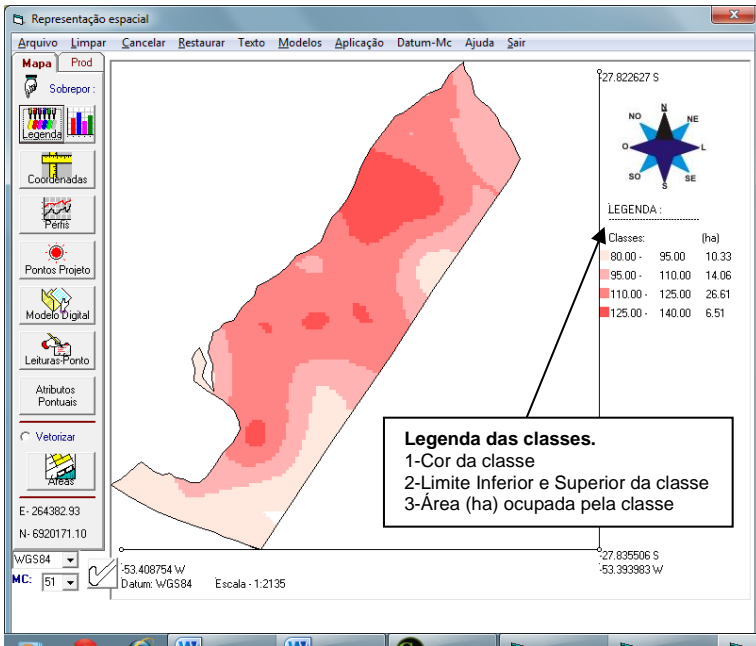 Representação espacial
Arquivo Limpar Cancelar Restaurar Texto Modelos Aplicação Datum-Mc Ajuda Sair
Mapa Prod
Sobrepor :
Legenda
Coordenadas
Pérfis
Pontos Projeto
Modelo Digital
Leituras-Ponto
Atributos
Pontuais
Vetorizar
Áreas
E- 264382.93
N- 6920171.10
WGS84
MC: 51
-27.822627 S
N
NO NE
O L
SO SE
S
LEGENDA :
Classes: (ha)
80.00 - 95.00 10.33
95.00 - 110.00 14.06
110.00 - 125.00 26.61
125.00 - 140.00 6.51
Legenda das classes.
1-Cor da classe
2-Limite Inferior e Superior da classe
3-Área (ha) ocupada pela classe
-27.835506 S
-53.408754 W -53.393983 W
Datum: WGS84 Escala - 1:2135